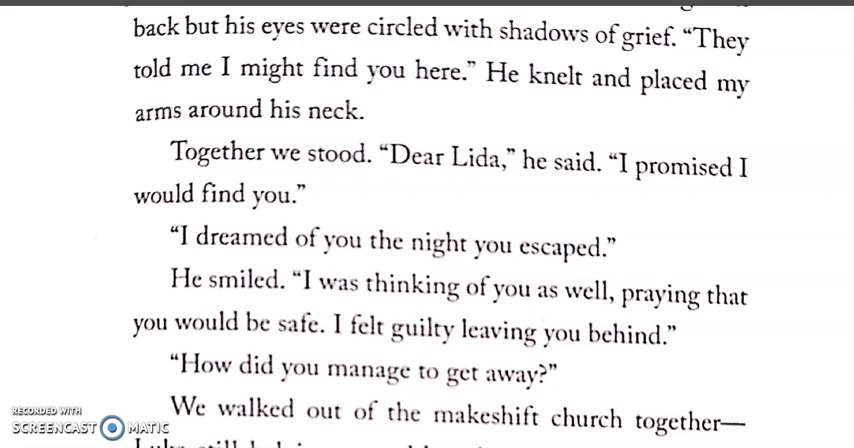 back but his eyes were circled with shadows of grief. “They
told me I might find you here.” He knelt and placed my
arms around his neck.
Together we stood. “Dear Lida,” he said. “I promised I
would find you.”
“I dreamed of you the night you escaped.”
He smiled. “I was thinking of you as well, praying that
you would be safe. I felt guilty leaving you behind.”
“How did you manage to get away?”
We walked out of the makeshift church together—
RECORDED WITH
SCREENCAST MATIC